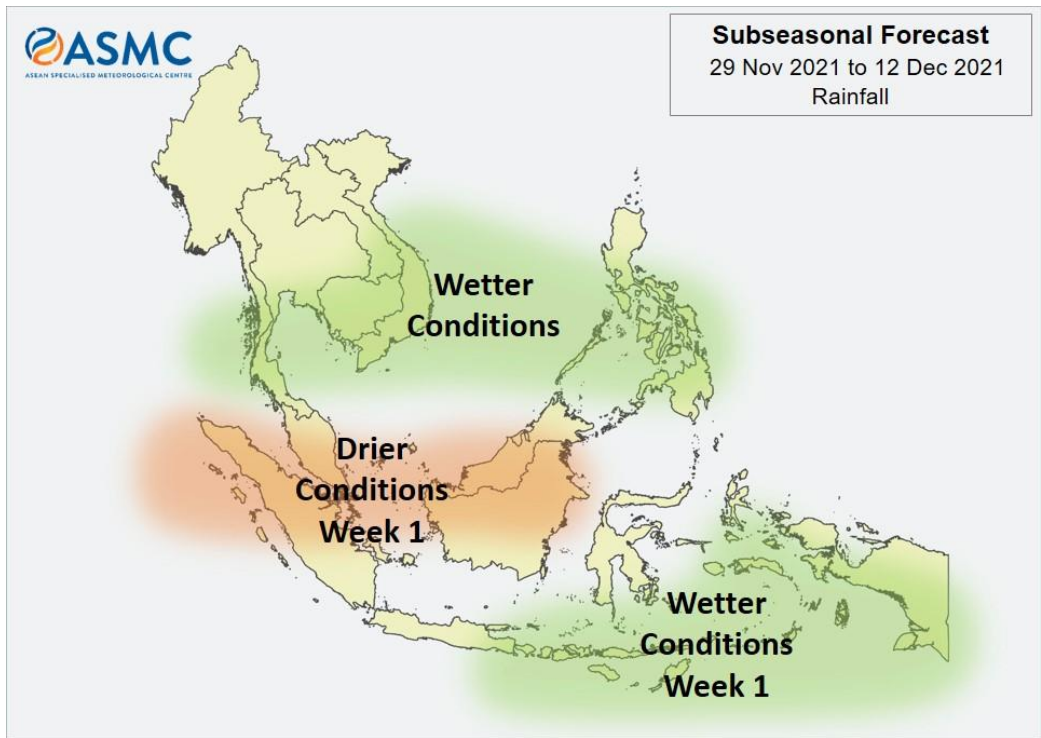 ASMC
ASEAN SPECIALISED METEOROLOGICAL CENTRE
Subseasonal Forecast
29 Nov 2021 to 12 Dec 2021
Rainfall
Wetter
Conditions
Drier
Conditions
Week 1
Wetter
Conditions
Week 1